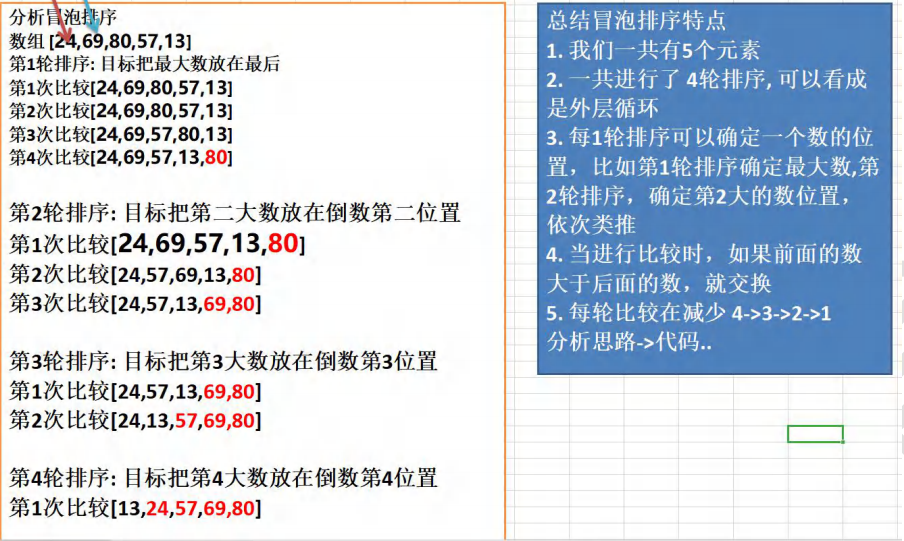 分析冒泡排序
数组 [24,69,80,57,13]
第1轮排序: 目标把最大数放在最后
第1次比较[24,69,80,57,13]
第2次比较[24,69,80,57,13]
第3次比较[24,69,57,80,13]
第4次比较[24,69,57,13,80]
第2轮排序: 目标把第二大数放在倒数第二位置
第1次比较[24,69,57,13,80]
第2次比较[24,57,69,13,80]
第3次比较[24,57,13,69,80]
第3轮排序: 目标把第3大数放在倒数第3位置
第1次比较[24,57,13,69,80]
第2次比较[24,13,57,69,80]
第4轮排序: 目标把第4大数放在倒数第4位置
第1次比较[13,24,57,69,80]
总结冒泡排序特点
1. 我们一共有5个元素
2. 一共进行了 4轮排序, 可以看成
是外层循环
3. 每1轮排序可以确定一个数的位
置，比如第1轮排序确定最大数,第
2轮排序，确定第2大的数位置，
依次类推
4. 当进行比较时，如果前面的数
大于后面的数，就交换
5. 每轮比较在减少 4->3->2->1
分析思路->代码..